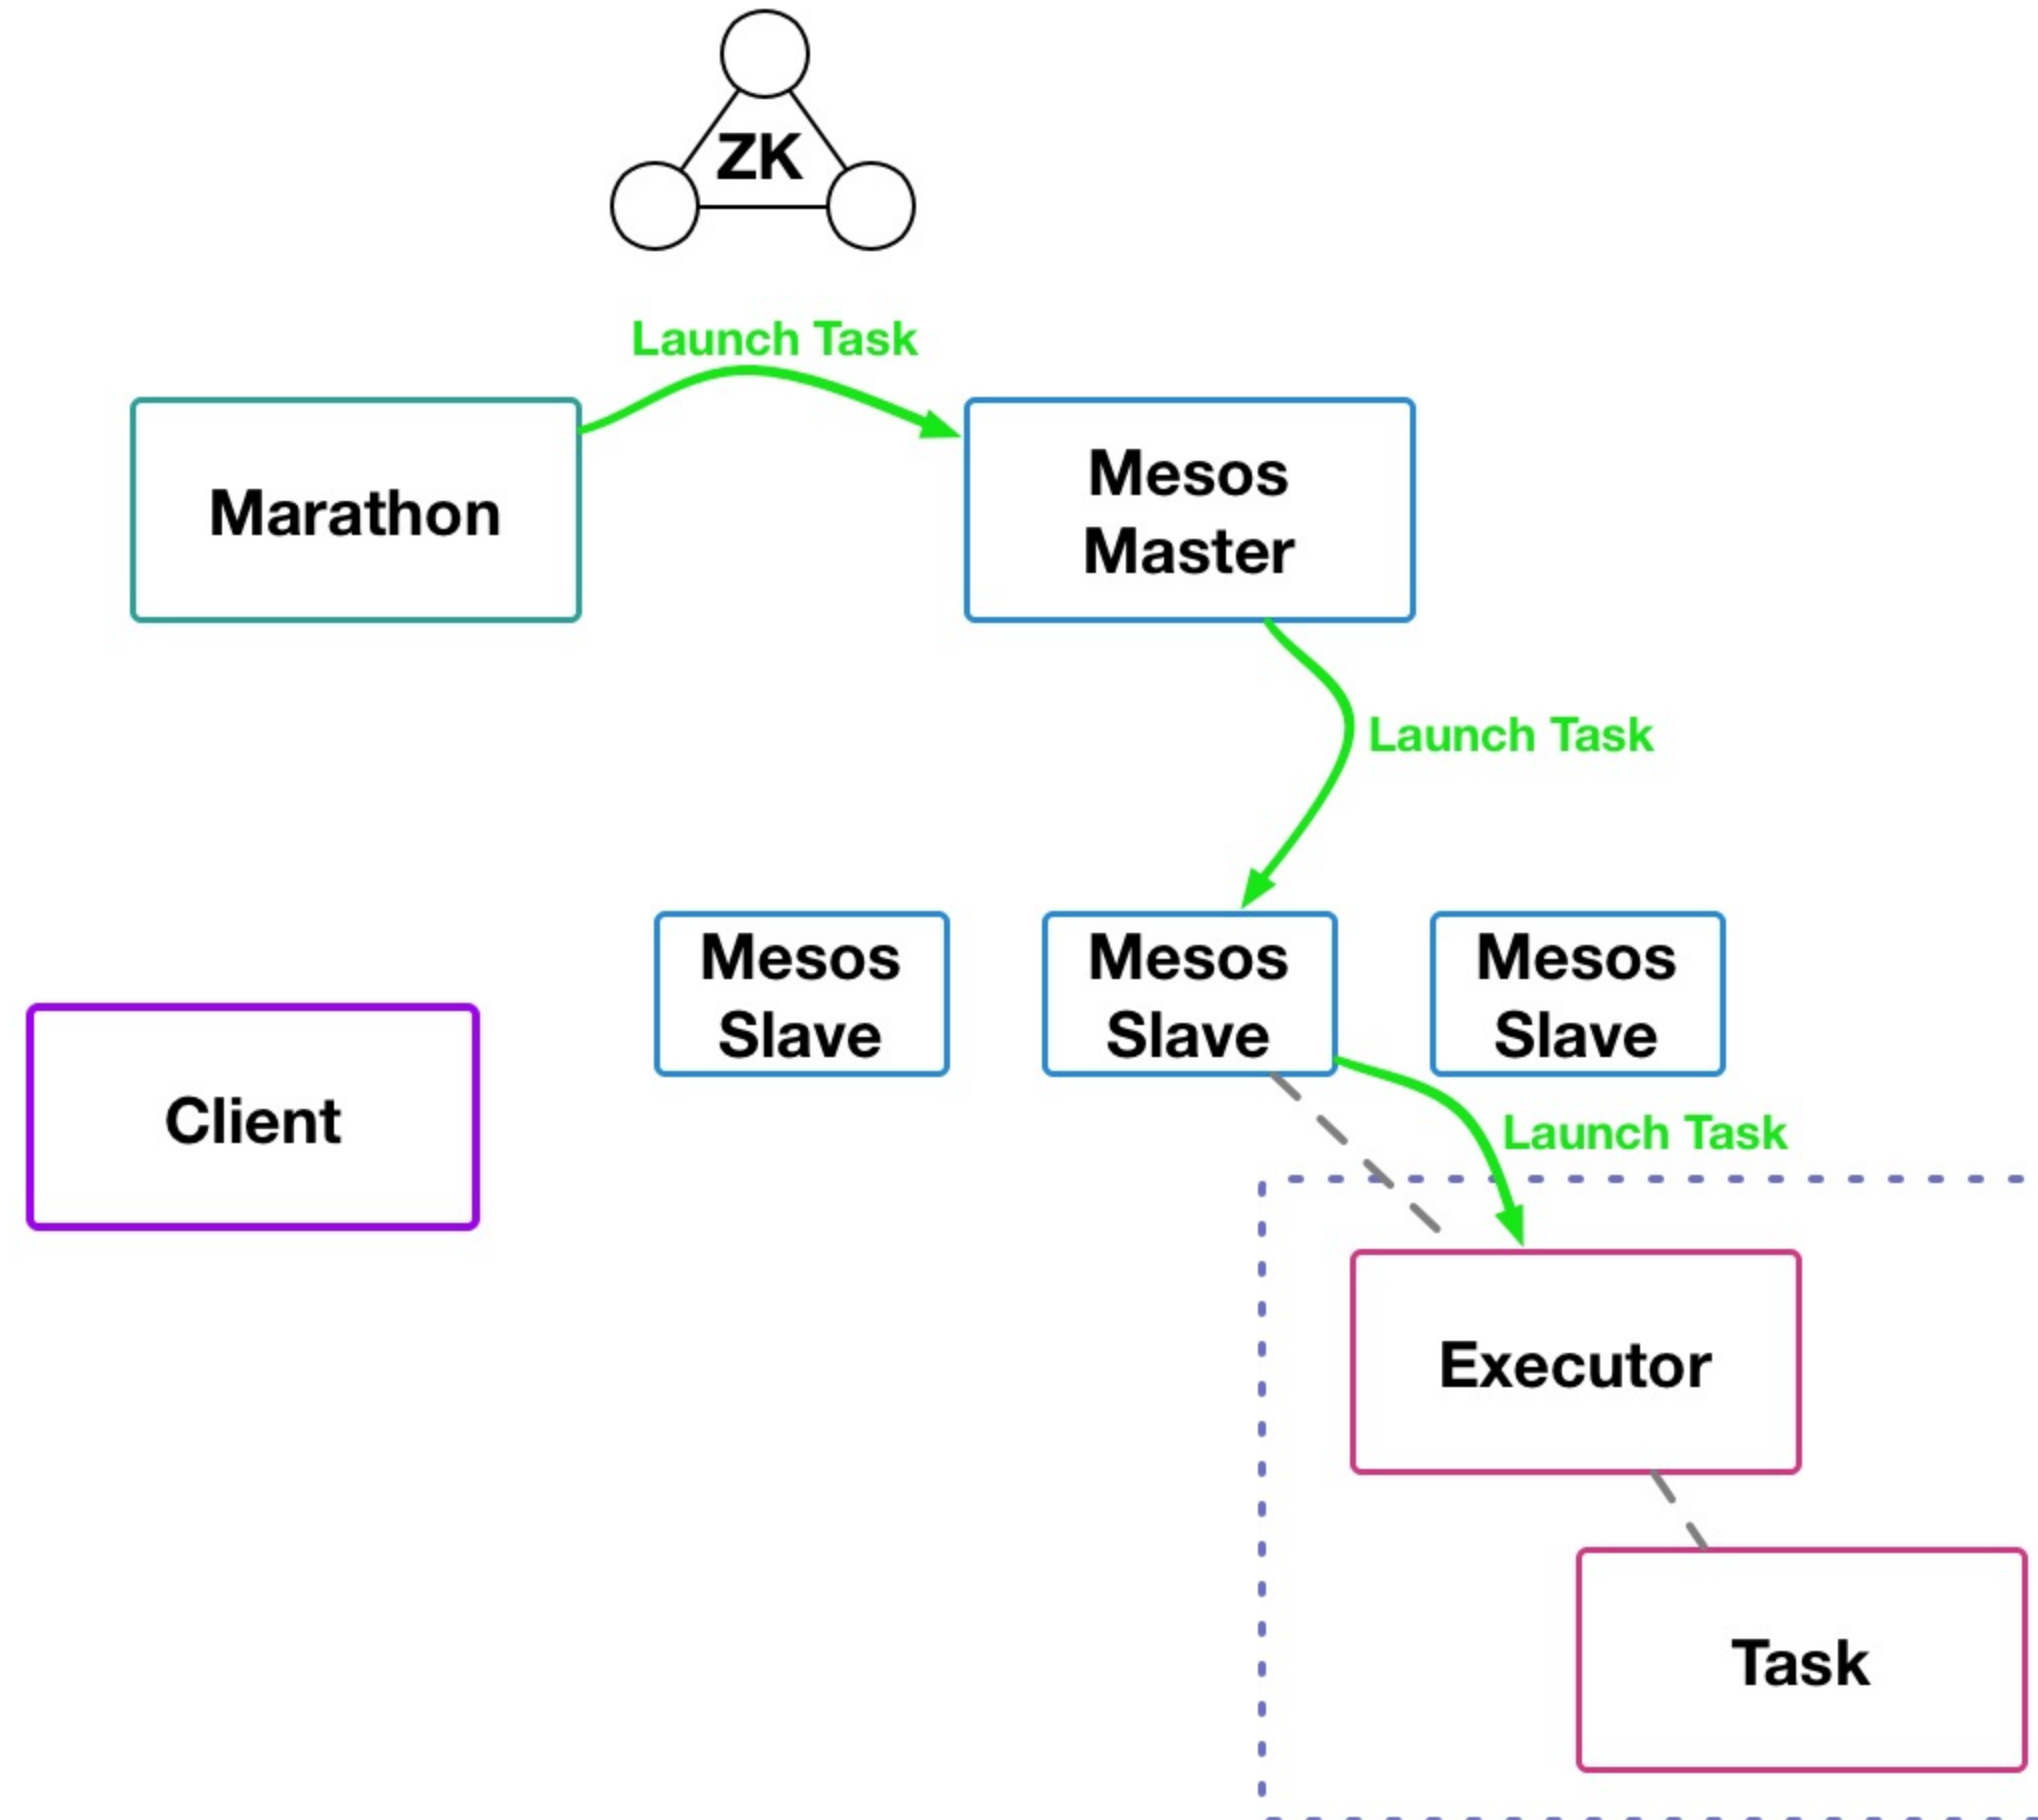 ZK
Launch Task
Marathon
Mesos
Master
Launch Task
Mesos
Slave
Mesos
Slave
Mesos
Slave
Client
Launch Task
Executor
Task